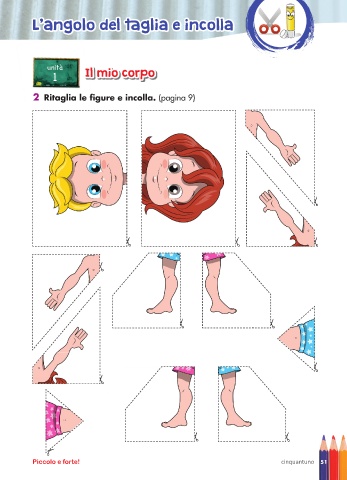 L'angolo del taglia e incolla
unità
1
Il mio corpo
2 Ritaglia le figure e incolla. (pagina 9)
Piccolo e forte!
cinquantuno 51